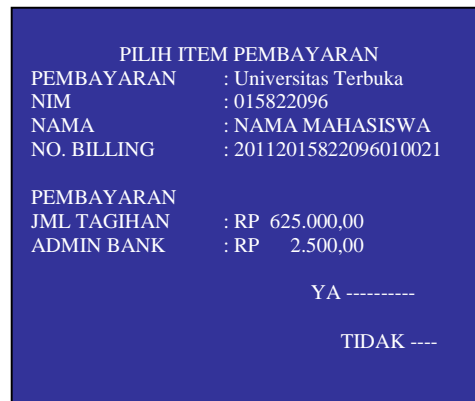 PILIH ITEM PEMBAYARAN
PEMBAYARAN : Universitas Terbuka
NIM : 015822096
NAMA : NAMA MAHASISWA
NO. BILLING : 20112015822096010021
PEMBAYARAN
JML TAGIHAN : RP 625.000,00
ADMIN BANK : RP 2.500,00
YA ----------
TIDAK ----